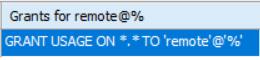 Grants for remote@%
GRANT USAGE ON *.* TO 'remote'@'%'